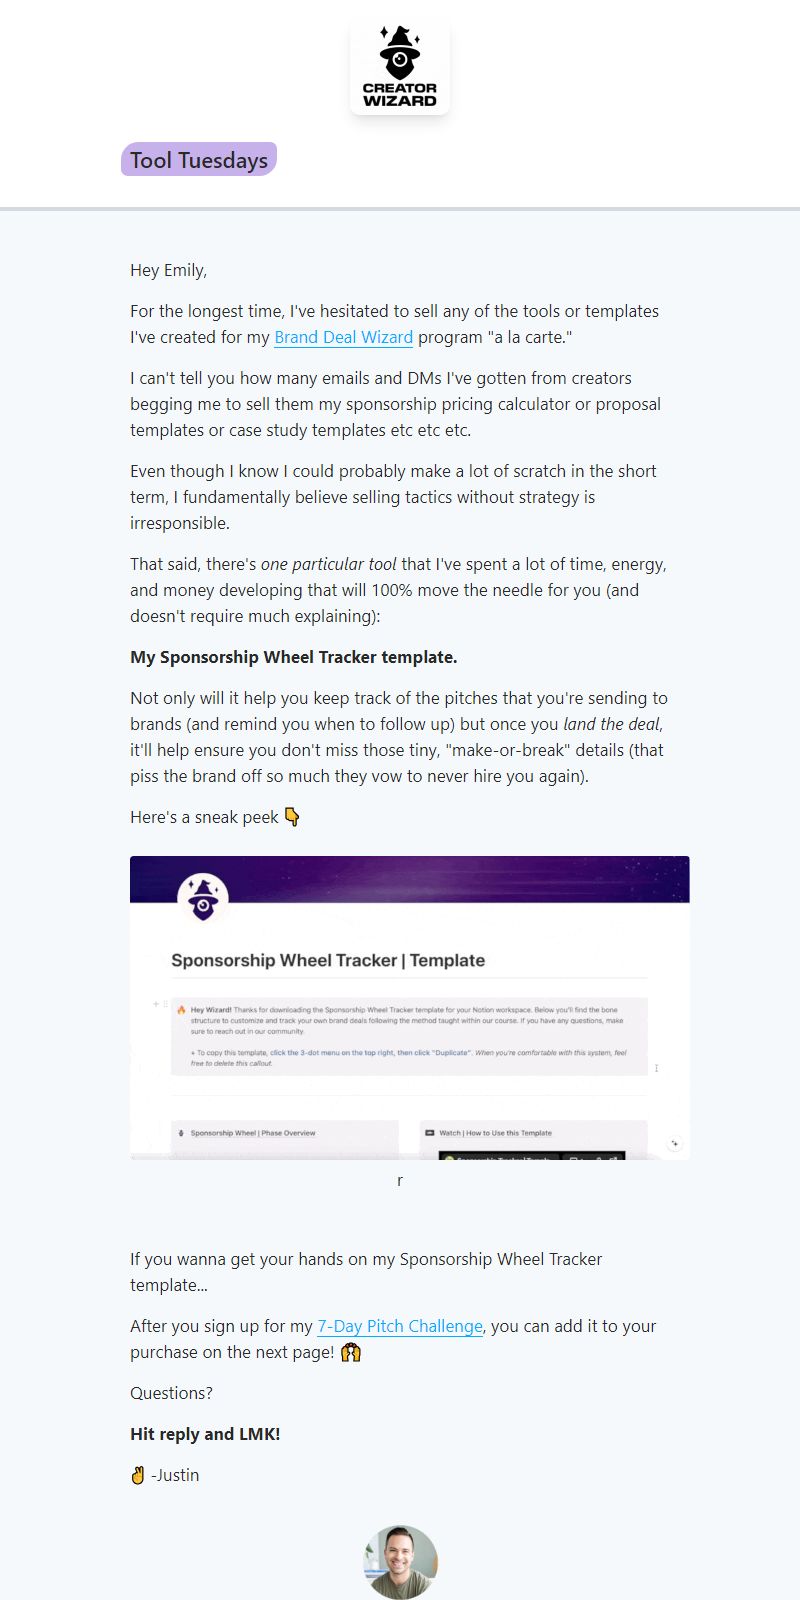 CREATOR
WIZARD
Tool Tuesdays
Hey Emily,
For the longest time, I've hesitated to sell any of the tools or templates
I've created for my Brand Deal Wizard program "a la carte."
I can't tell you how many emails and DMs I've gotten from creators
begging me to sell them my sponsorship pricing calculator or proposal
templates or case study templates etc etc etc.
Even though I know I could probably make a lot of scratch in the short
term, I fundamentally believe selling tactics without strategy is
irresponsible.
That said, there's one particular tool that I've spent a lot of time, energy,
and money developing that will 100% move the needle for you (and
doesn't require much explaining):
My Sponsorship Wheel Tracker template.
Not only will it help you keep track of the pitches that you're sending to
brands (and remind you when to follow up) but once you land the deal,
it'll help ensure you don't miss those tiny, "make-or-break" details (that
piss the brand off so much they vow to never hire you again).
Here's a sneak peek 👇
Sponsorship Wheel Tracker | Template
🔥 Hey Wizard! Thanks for downloading the Sponsorship Wheel Tracker template for your Notion workspace. Below you'll find the bone
structure to customize and track your own brand deals following the method taught within our course. If you have any questions, make
sure to reach out in our community.
+ To copy this template, click the 3-dot menu on the top right, then click "Duplicate". When you're comfortable with this system, feel
free to delete this callout.
Sponsorship Wheel | Phase Overview
Watch | How to Use this Template
r
If you wanna get your hands on my Sponsorship Wheel Tracker
template...
After you sign up for my 7-Day Pitch Challenge, you can add it to your
purchase on the next page! 🙌
Questions?
Hit reply and LMK!
✌ -Justin